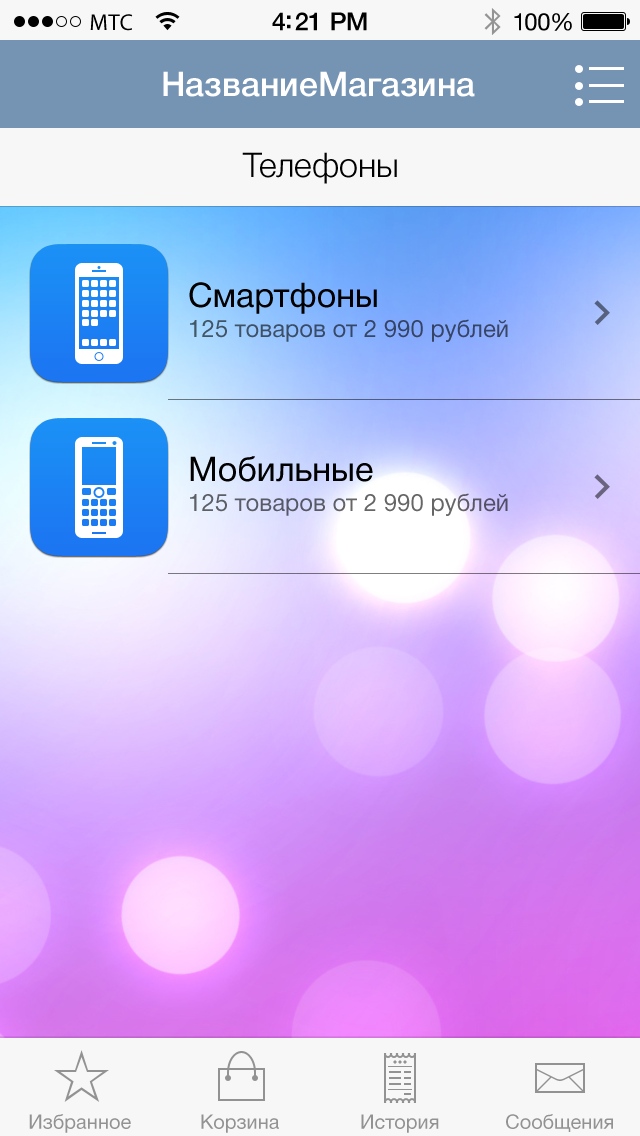 МТС 4:21 PM 100%
НазваниеМагазина
Телефоны
Смартфоны
125 товаров от 2 990 рублей
Мобильные
125 товаров от 2 990 рублей
Избранное Корзина История Сообщения